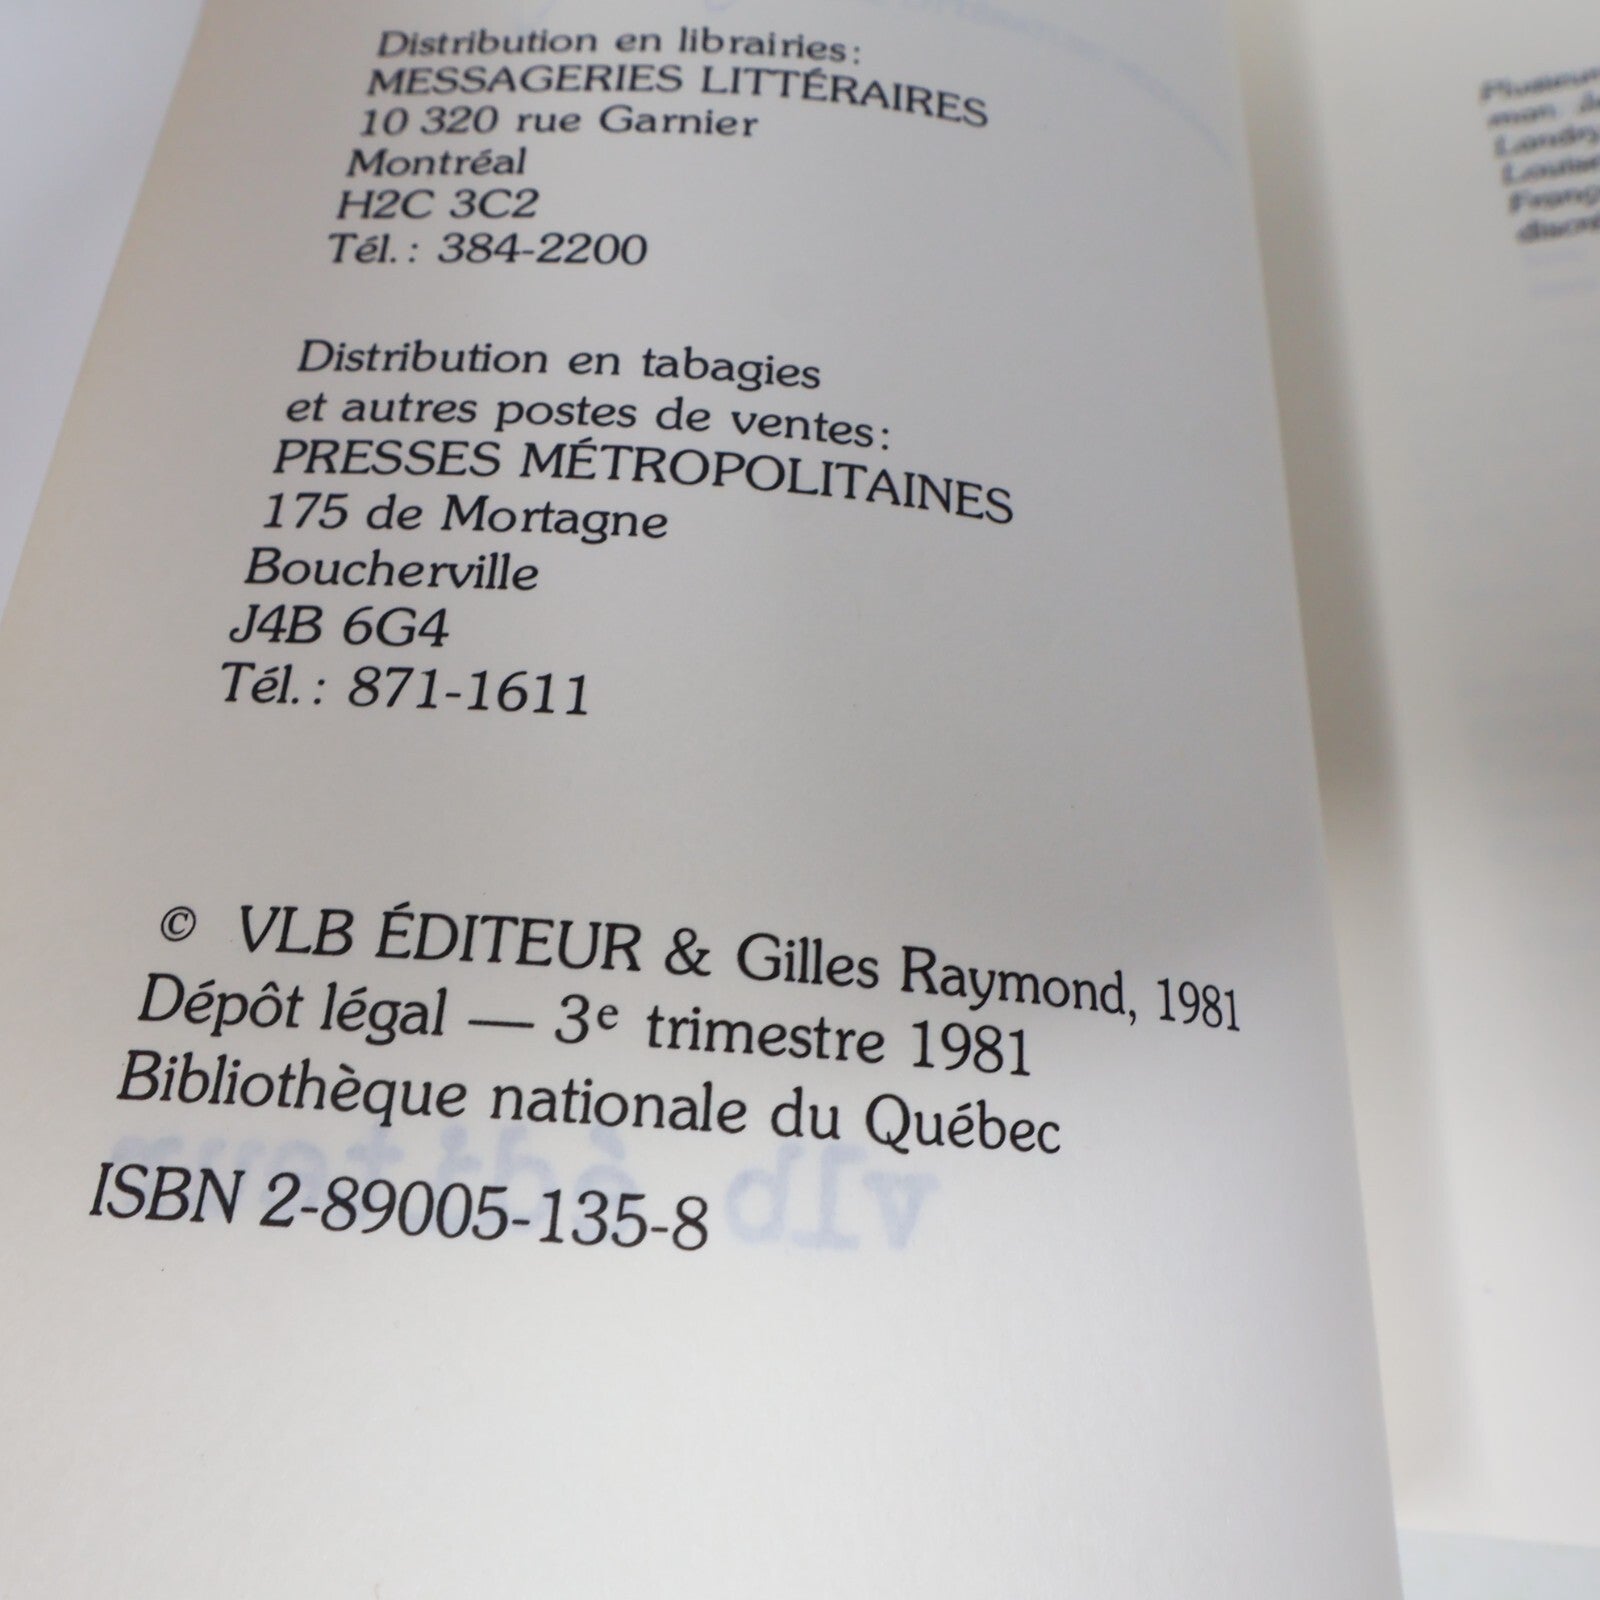 Distribution en librairies:
MESSAGERIES LITTÉRAIRES
10 320 rue Garnier
Montréal
H2C 3C2
Tél.: 384-2200
Distribution en tabagies
et autres postes de ventes:
PRESSES MÉTROPOLITAINES
175 de Mortagne
Boucherville
J4B 6G4
Tél.: 871-1611
© VLB ÉDITEUR & Gilles Raymond, 1981
Dépôt légal — 3e trimestre 1981
Bibliothèque nationale du Québec
ISBN 2-89005-135-8
vlb éditeur